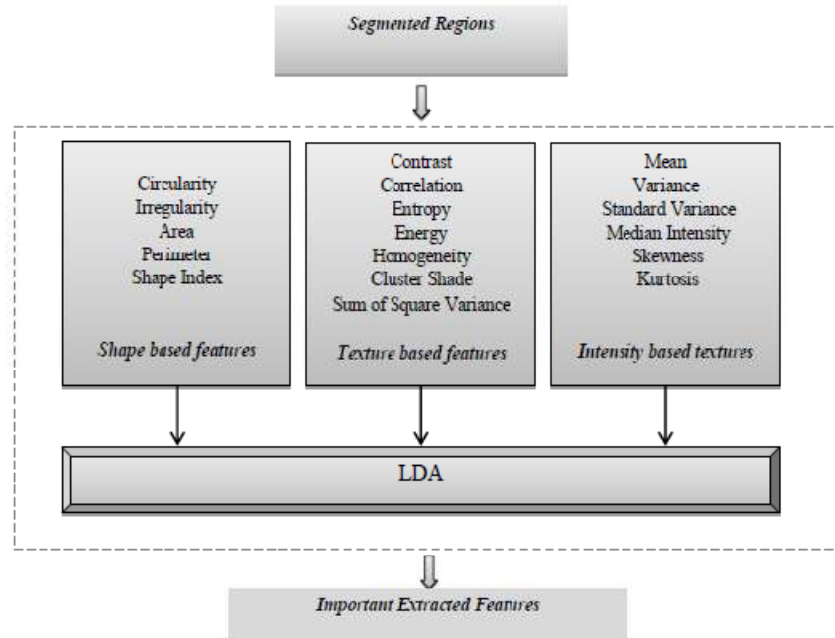 Segmented Regions
Circularity
Irregularity
Area
Perimeter
Shape Index
Shape based features
Contrast
Correlation
Entropy
Energy
Homogeneity
Cluster Shade
Sum of Square Variance
Texture based features
Mean
Variance
Standard Variance
Median Intensity
Skewness
Kurtosis
Intensity based textures
LDA
Important Extracted Features